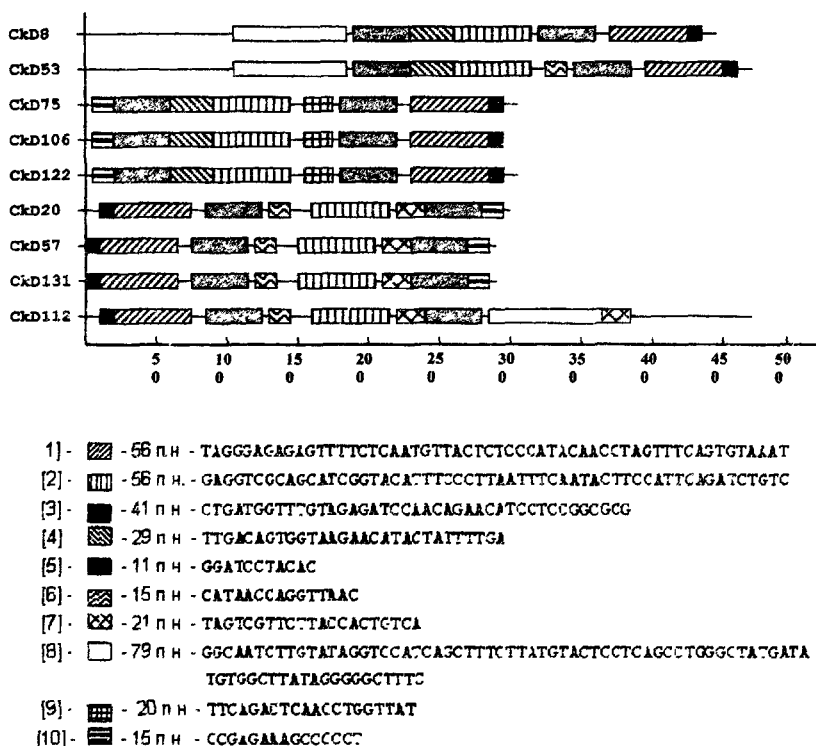 CkD8
CkD53
CkD75
CkD106
CkD122
CkD20
CkD57
CkD131
CkD112
5 10 15 20 25 30 35 40 45 50
0 0 0 0 0 0 0 0 0 0
1] - - 56 п н - TAGGGAGAGAGTTTTCTCAATGTTACTCTCCCATACAACCTAGTTTCAGTGTAAAT
[2] - - 56 пн. - GAGGTCGCAGCATCGGTACATTTCCCTTAATTTCAATACTTCCATTCAGATCTGTC
[3] - - 41 п н - CTGATGGTTTGTAGAGATCCAACAGAACATCCTCCGGCGCG
[4] - - 29 п н - TTGACAGTGGTAAGAACATACTATTTTGA
[5] - - 11 п н - GGATCCTACAC
[6] - - 15 п н - CATAACCAGGTTAAC
[7] - - 21 п н - TAGTCGTTCTTACCACTGTCA
[8] - - 79 п н - GGCAATCTTGTATAGGTCCATCAGCTTTCTTATGTACTCCTCAGCCTGGGCTATGATA
TGTGGCTTATAGGGGGCTTTC
[9] - - 20 п н - TTCAGACTCAACCTGGTTAT
[10] - - 15 п н - CCGAGAAAGCCCCCT